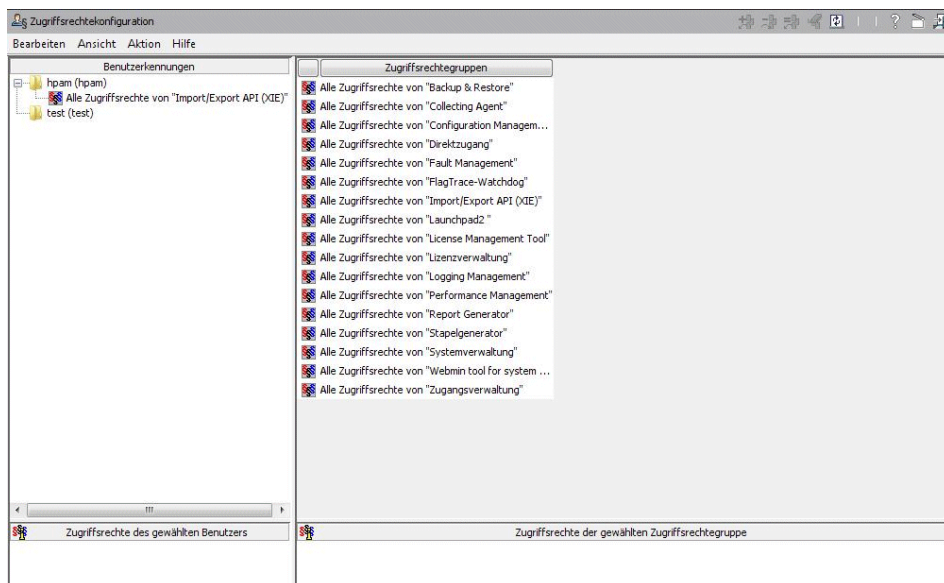 Zugriffsrechtekonfiguration
Bearbeiten Ansicht Aktion Hilfe
Benutzerkennungen
hpam (hpam)
Alle Zugriffsrechte von "Import/Export API (XIE)"
test (test)
Zugriffsrechtegruppen
Alle Zugriffsrechte von "Backup & Restore"
Alle Zugriffsrechte von "Collecting Agent"
Alle Zugriffsrechte von "Configuration Managem...
Alle Zugriffsrechte von "Direktzugang"
Alle Zugriffsrechte von "Fault Management"
Alle Zugriffsrechte von "FlagTrace-Watchdog"
Alle Zugriffsrechte von "Import/Export API (XIE)"
Alle Zugriffsrechte von "Launchpad2 "
Alle Zugriffsrechte von "License Management Tool"
Alle Zugriffsrechte von "Lizenzverwaltung"
Alle Zugriffsrechte von "Logging Management"
Alle Zugriffsrechte von "Performance Management"
Alle Zugriffsrechte von "Report Generator"
Alle Zugriffsrechte von "Stapelgenerator"
Alle Zugriffsrechte von "Systemverwaltung"
Alle Zugriffsrechte von "Webmin tool for system ...
Alle Zugriffsrechte von "Zugangsverwaltung"
Zugriffsrechte des gewählten Benutzers
Zugriffsrechte der gewählten Zugriffsrechtegruppe